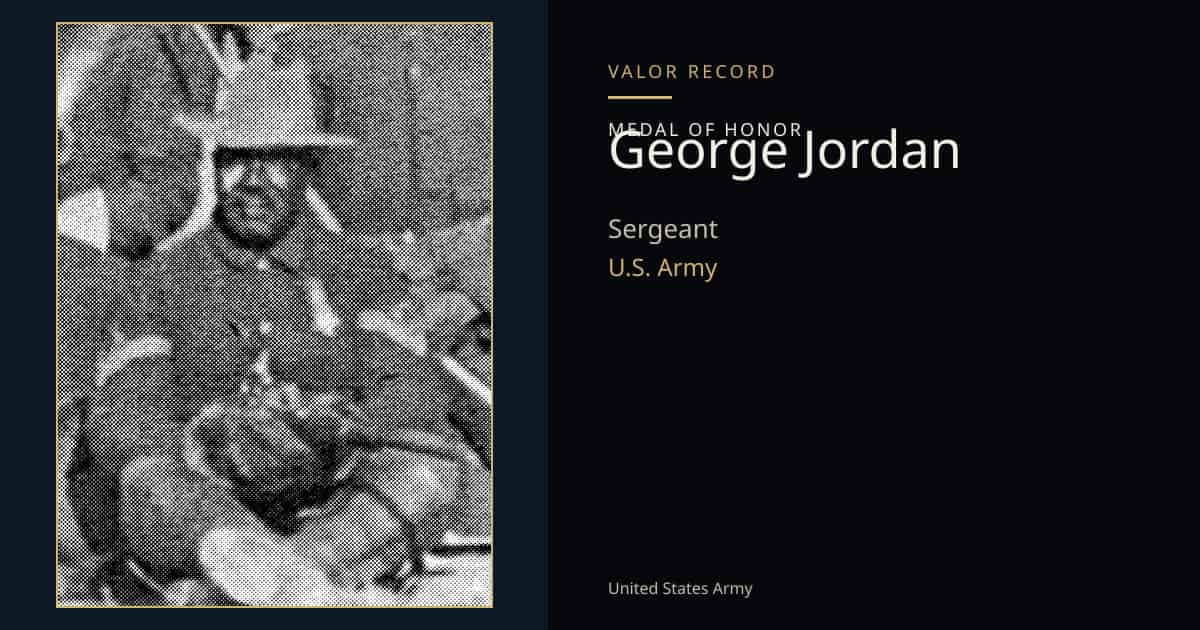 VALOR RECORD
MEDAL OF HONOR
George Jordan
Sergeant
U.S. Army
United States Army